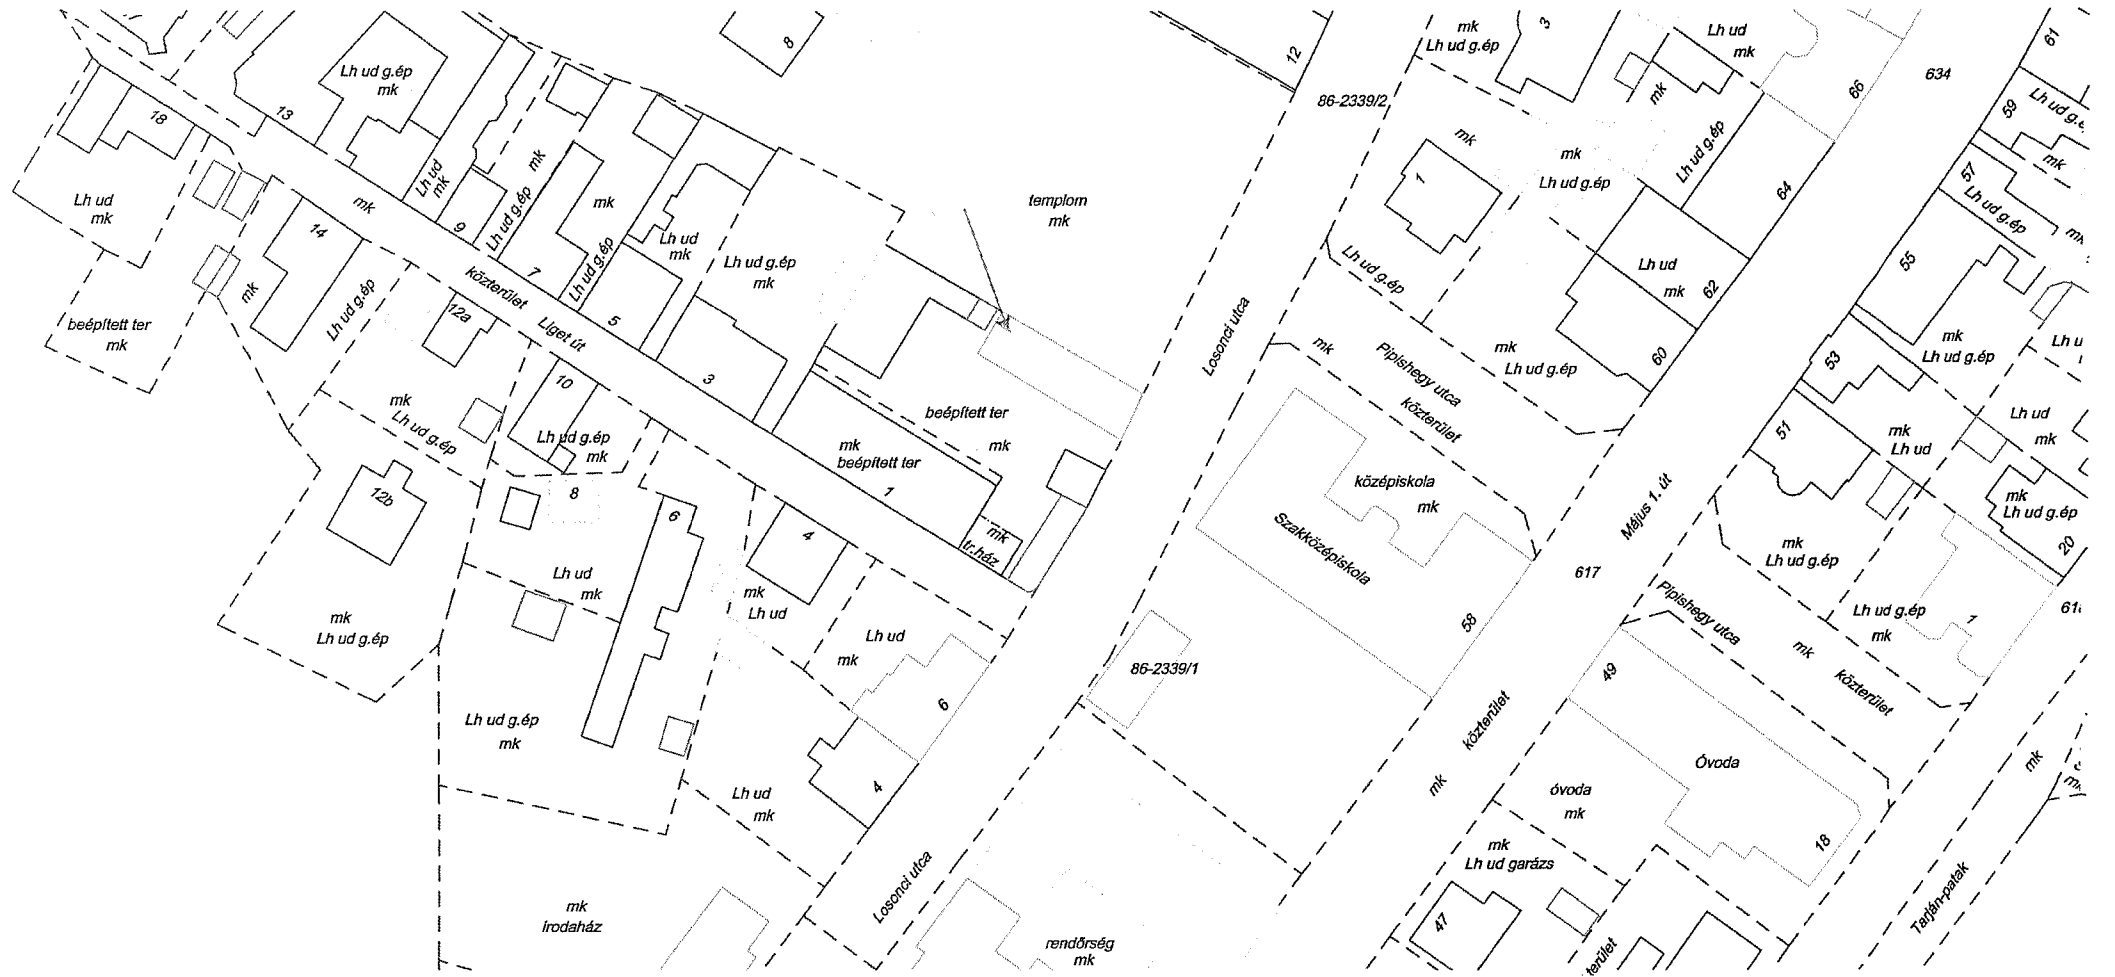 8
12
86-2339/2
mk
Lh ud g.ép
3
Lh ud
mk
mk
66
634
61
59
Lh ud g.é
mk
13
Lh ud g.ép
mk
18
Lh ud
mk
9
Lh ud g.ép
mk
7
mk
Lh ud g.ép
Lh ud
mk
5
Lh ud g.ép
mk
templom
mk
mk
1
mk
Lh ud g.ép
Lh ud g.ép
64
57
Lh ud g.ép
mk
Lh ud
mk
mk
14
mk
közterület
Liget út
12a
Lh ud g.ép
beépített ter
mk
3
Losonci utca
Lh ud g.ép
Lh ud
mk
62
55
mk
Pipishegy utca
közterület
mk
Lh ud g.ép
60
53
mk
Lh ud g.ép
Lh u
10
Lh ud g.ép
mk
mk
Lh ud g.ép
beépített ter
mk
mk
beépített ter
1
mk
tr.ház
12b
8
6
4
középiskola
mk
Szakközépiskola
58
Május 1. út
617
51
mk
Lh ud
Lh ud
mk
mk
Lh ud g.ép
20
mk
Lh ud g.ép
Lh ud g.ép
mk
1
61
Lh ud
mk
mk
Lh ud
Lh ud
mk
mk
Lh ud g.ép
86-2339/1
6
4
Pipishegy utca
mk
közterület
49
Lh ud g.ép
mk
Lh ud
mk
közterület
mk
Óvoda
óvoda
mk
18
mk
mk
mk
Lh ud garázs
47
terület
Tarján-patak
Losonci utca
mk
irodaház
rendőrség
mk